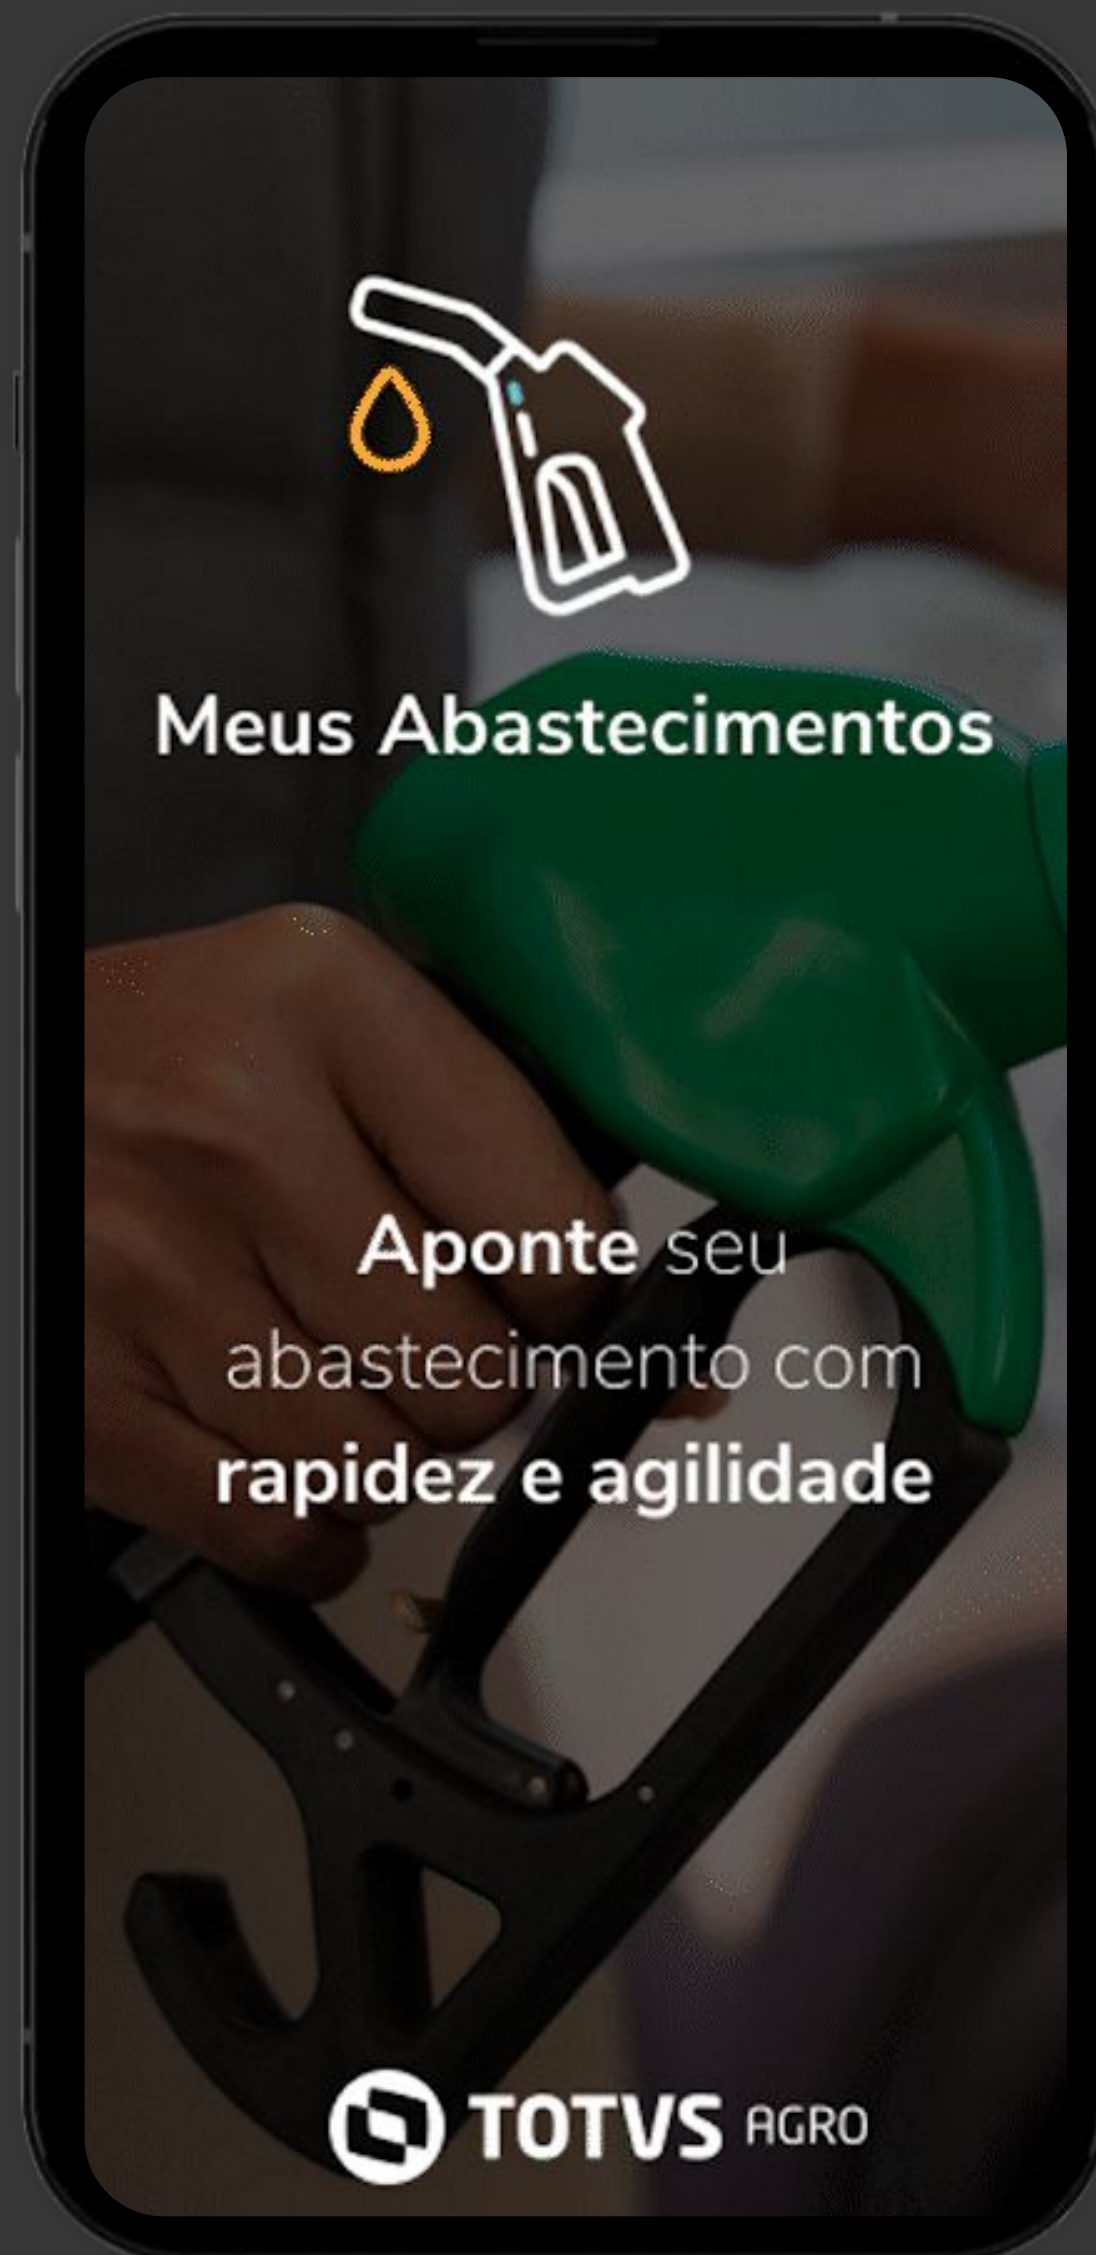 Meus Abastecimentos
Aponte seu
abastecimento com
rapidez e agilidade
TOTVS AGRO